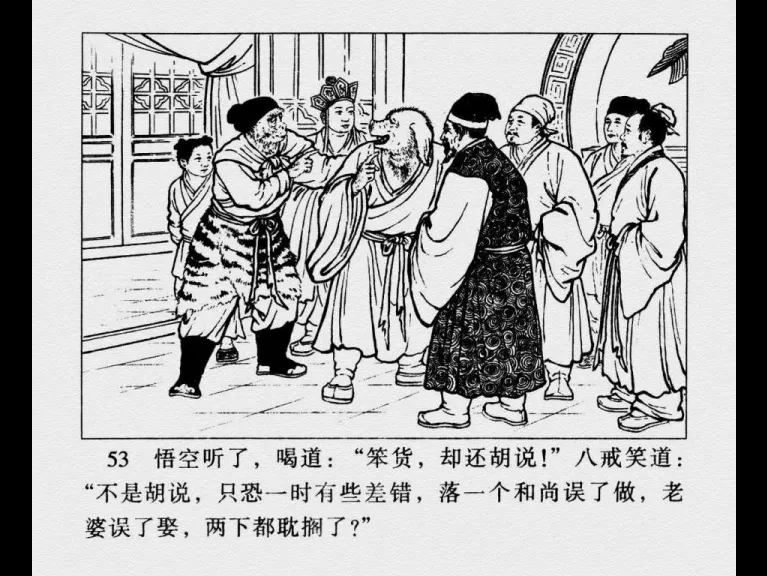 53 悟空听了，喝道：“笨货，却还胡说！”八戒笑道：
“不是胡说，只恐一时有些差错，落一个和尚误了做，老
婆误了娶，两下都耽搁了？”